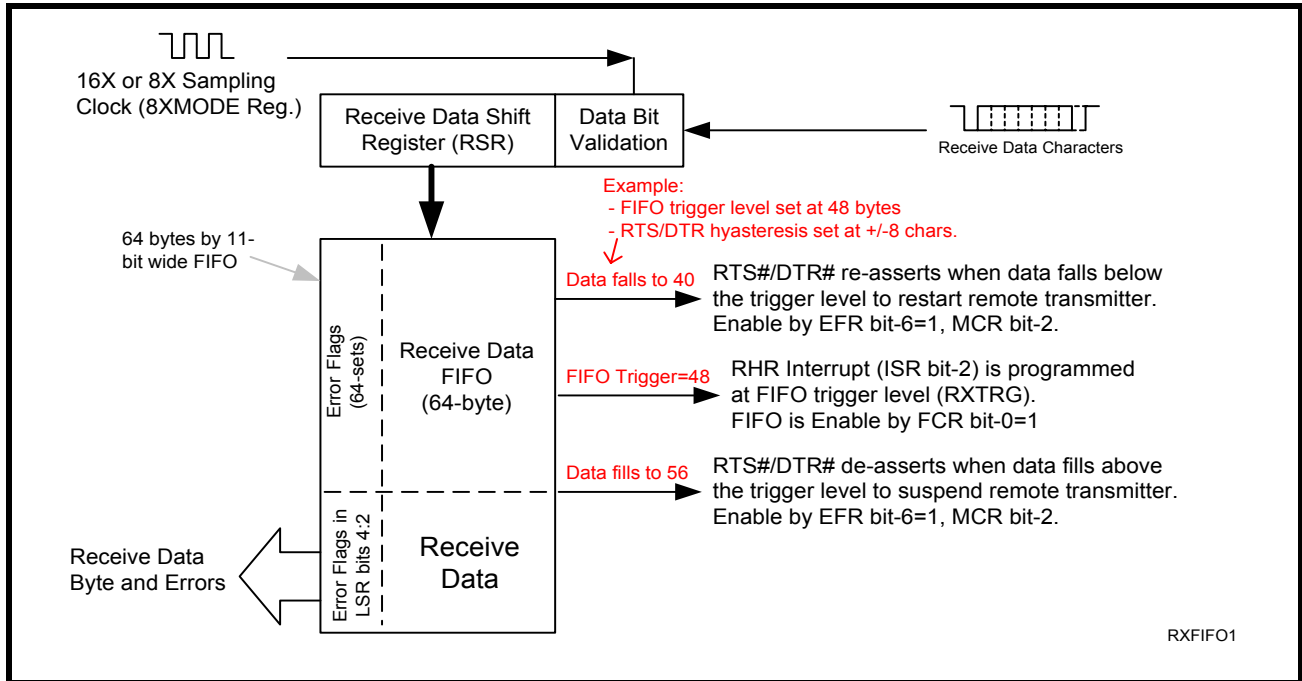 16X or 8X Sampling
Clock (8XMODE Reg.)
Receive Data Shift
Register (RSR)
Data Bit
Validation
Receive Data Characters
Example:
- FIFO trigger level set at 48 bytes
- RTS/DTR hyasteresis set at +/-8 chars.
64 bytes by 11-
bit wide FIFO
Error Flags
(64-sets)
Receive Data
FIFO
(64-byte)
Data falls to 40
RTS#/DTR# re-asserts when data falls below
the trigger level to restart remote transmitter.
Enable by EFR bit-6=1, MCR bit-2.
FIFO Trigger=48
RHR Interrupt (ISR bit-2) is programmed
at FIFO trigger level (RXTRG).
FIFO is Enable by FCR bit-0=1
Data fills to 56
RTS#/DTR# de-asserts when data fills above
the trigger level to suspend remote transmitter.
Enable by EFR bit-6=1, MCR bit-2.
Error Flags in
LSR bits 4:2
Receive
Data
Receive Data
Byte and Errors
RXFIFO1